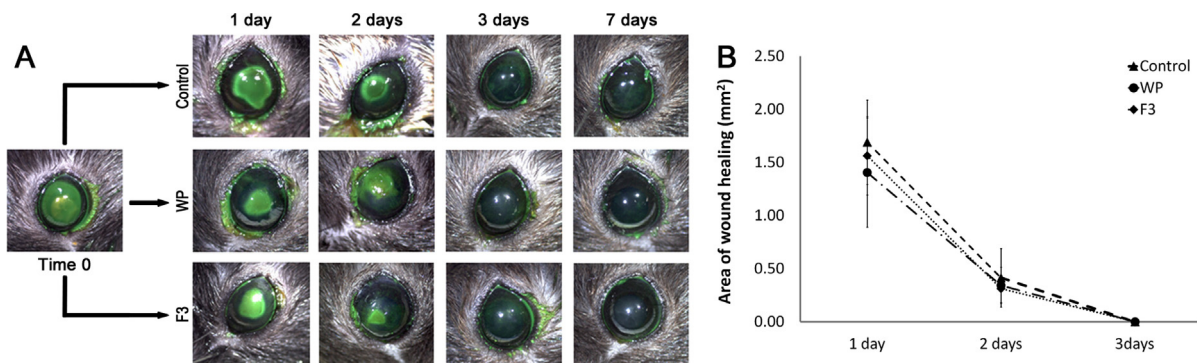 A
1 day
2 days
3 days
7 days
Control
WP
F3
Time 0
B
Area of wound healing (mm²)
2.50
2.00
1.50
1.00
0.50
0.00
1 day
2 days
3days
Control
WP
F3